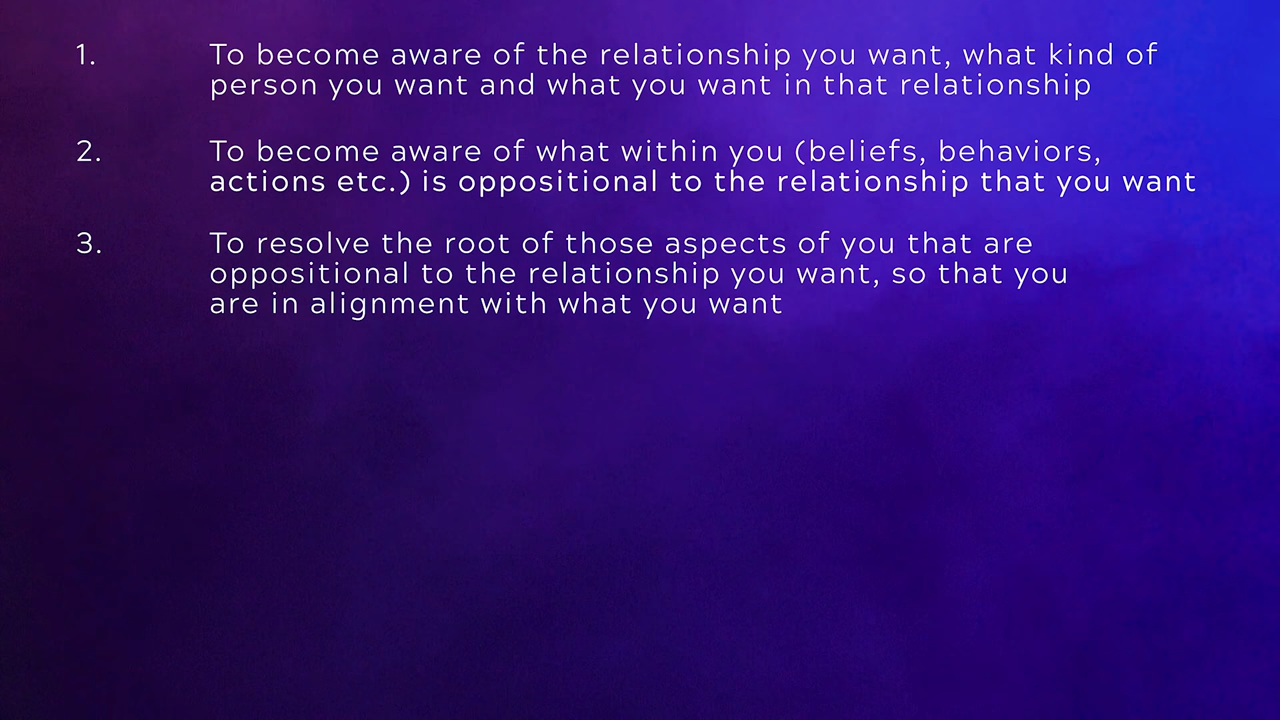 1. To become aware of the relationship you want, what kind of
person you want and what you want in that relationship
2. To become aware of what within you (beliefs, behaviors,
actions etc.) is oppositional to the relationship that you want
3. To resolve the root of those aspects of you that are
oppositional to the relationship you want, so that you
are in alignment with what you want